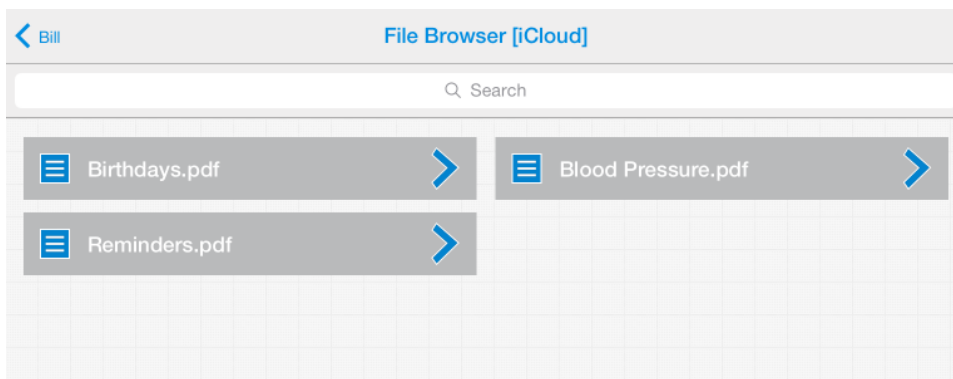 Bill
File Browser [iCloud]
Search
Birthdays.pdf
Blood Pressure.pdf
Reminders.pdf